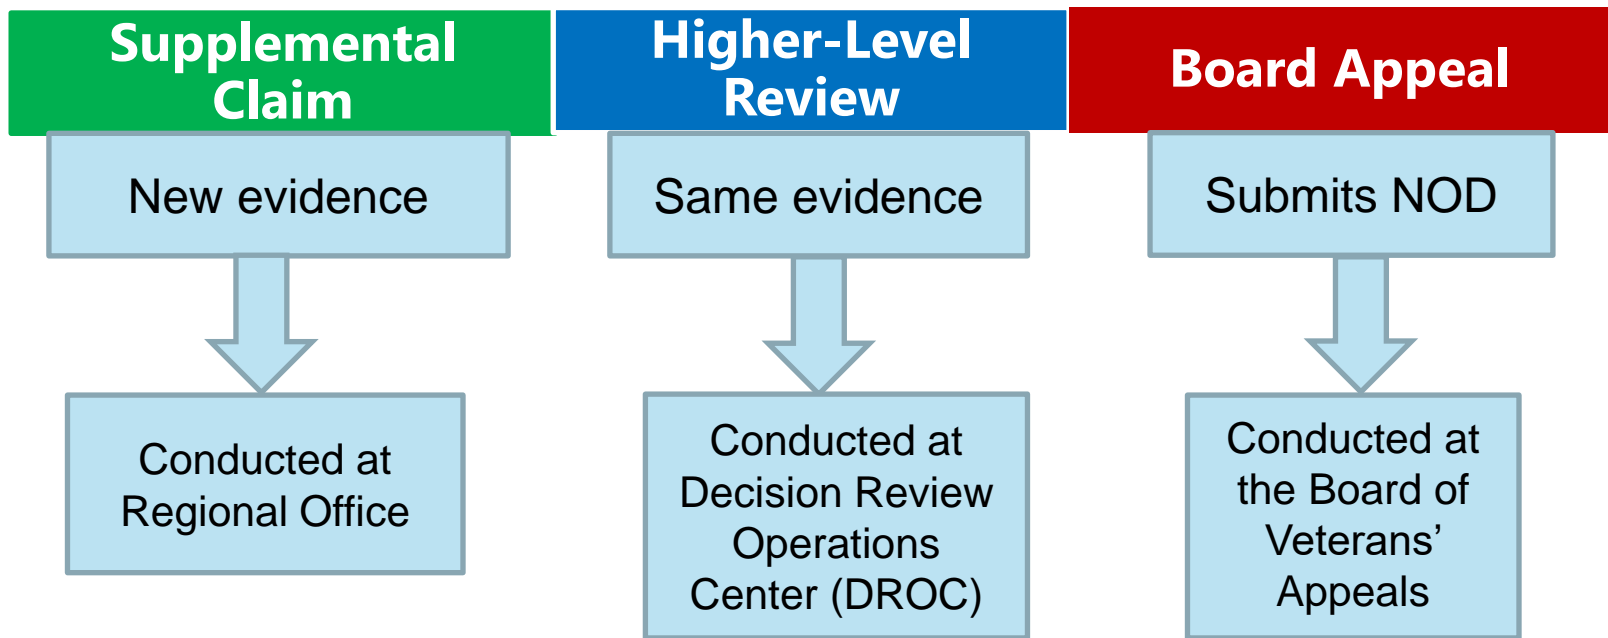 Supplemental
Claim
New evidence
Conducted at
Regional Office
Higher-Level
Review
Same evidence
Conducted at
Decision Review
Operations
Center (DROC)
Board Appeal
Submits NOD
Conducted at
the Board of
Veterans’
Appeals